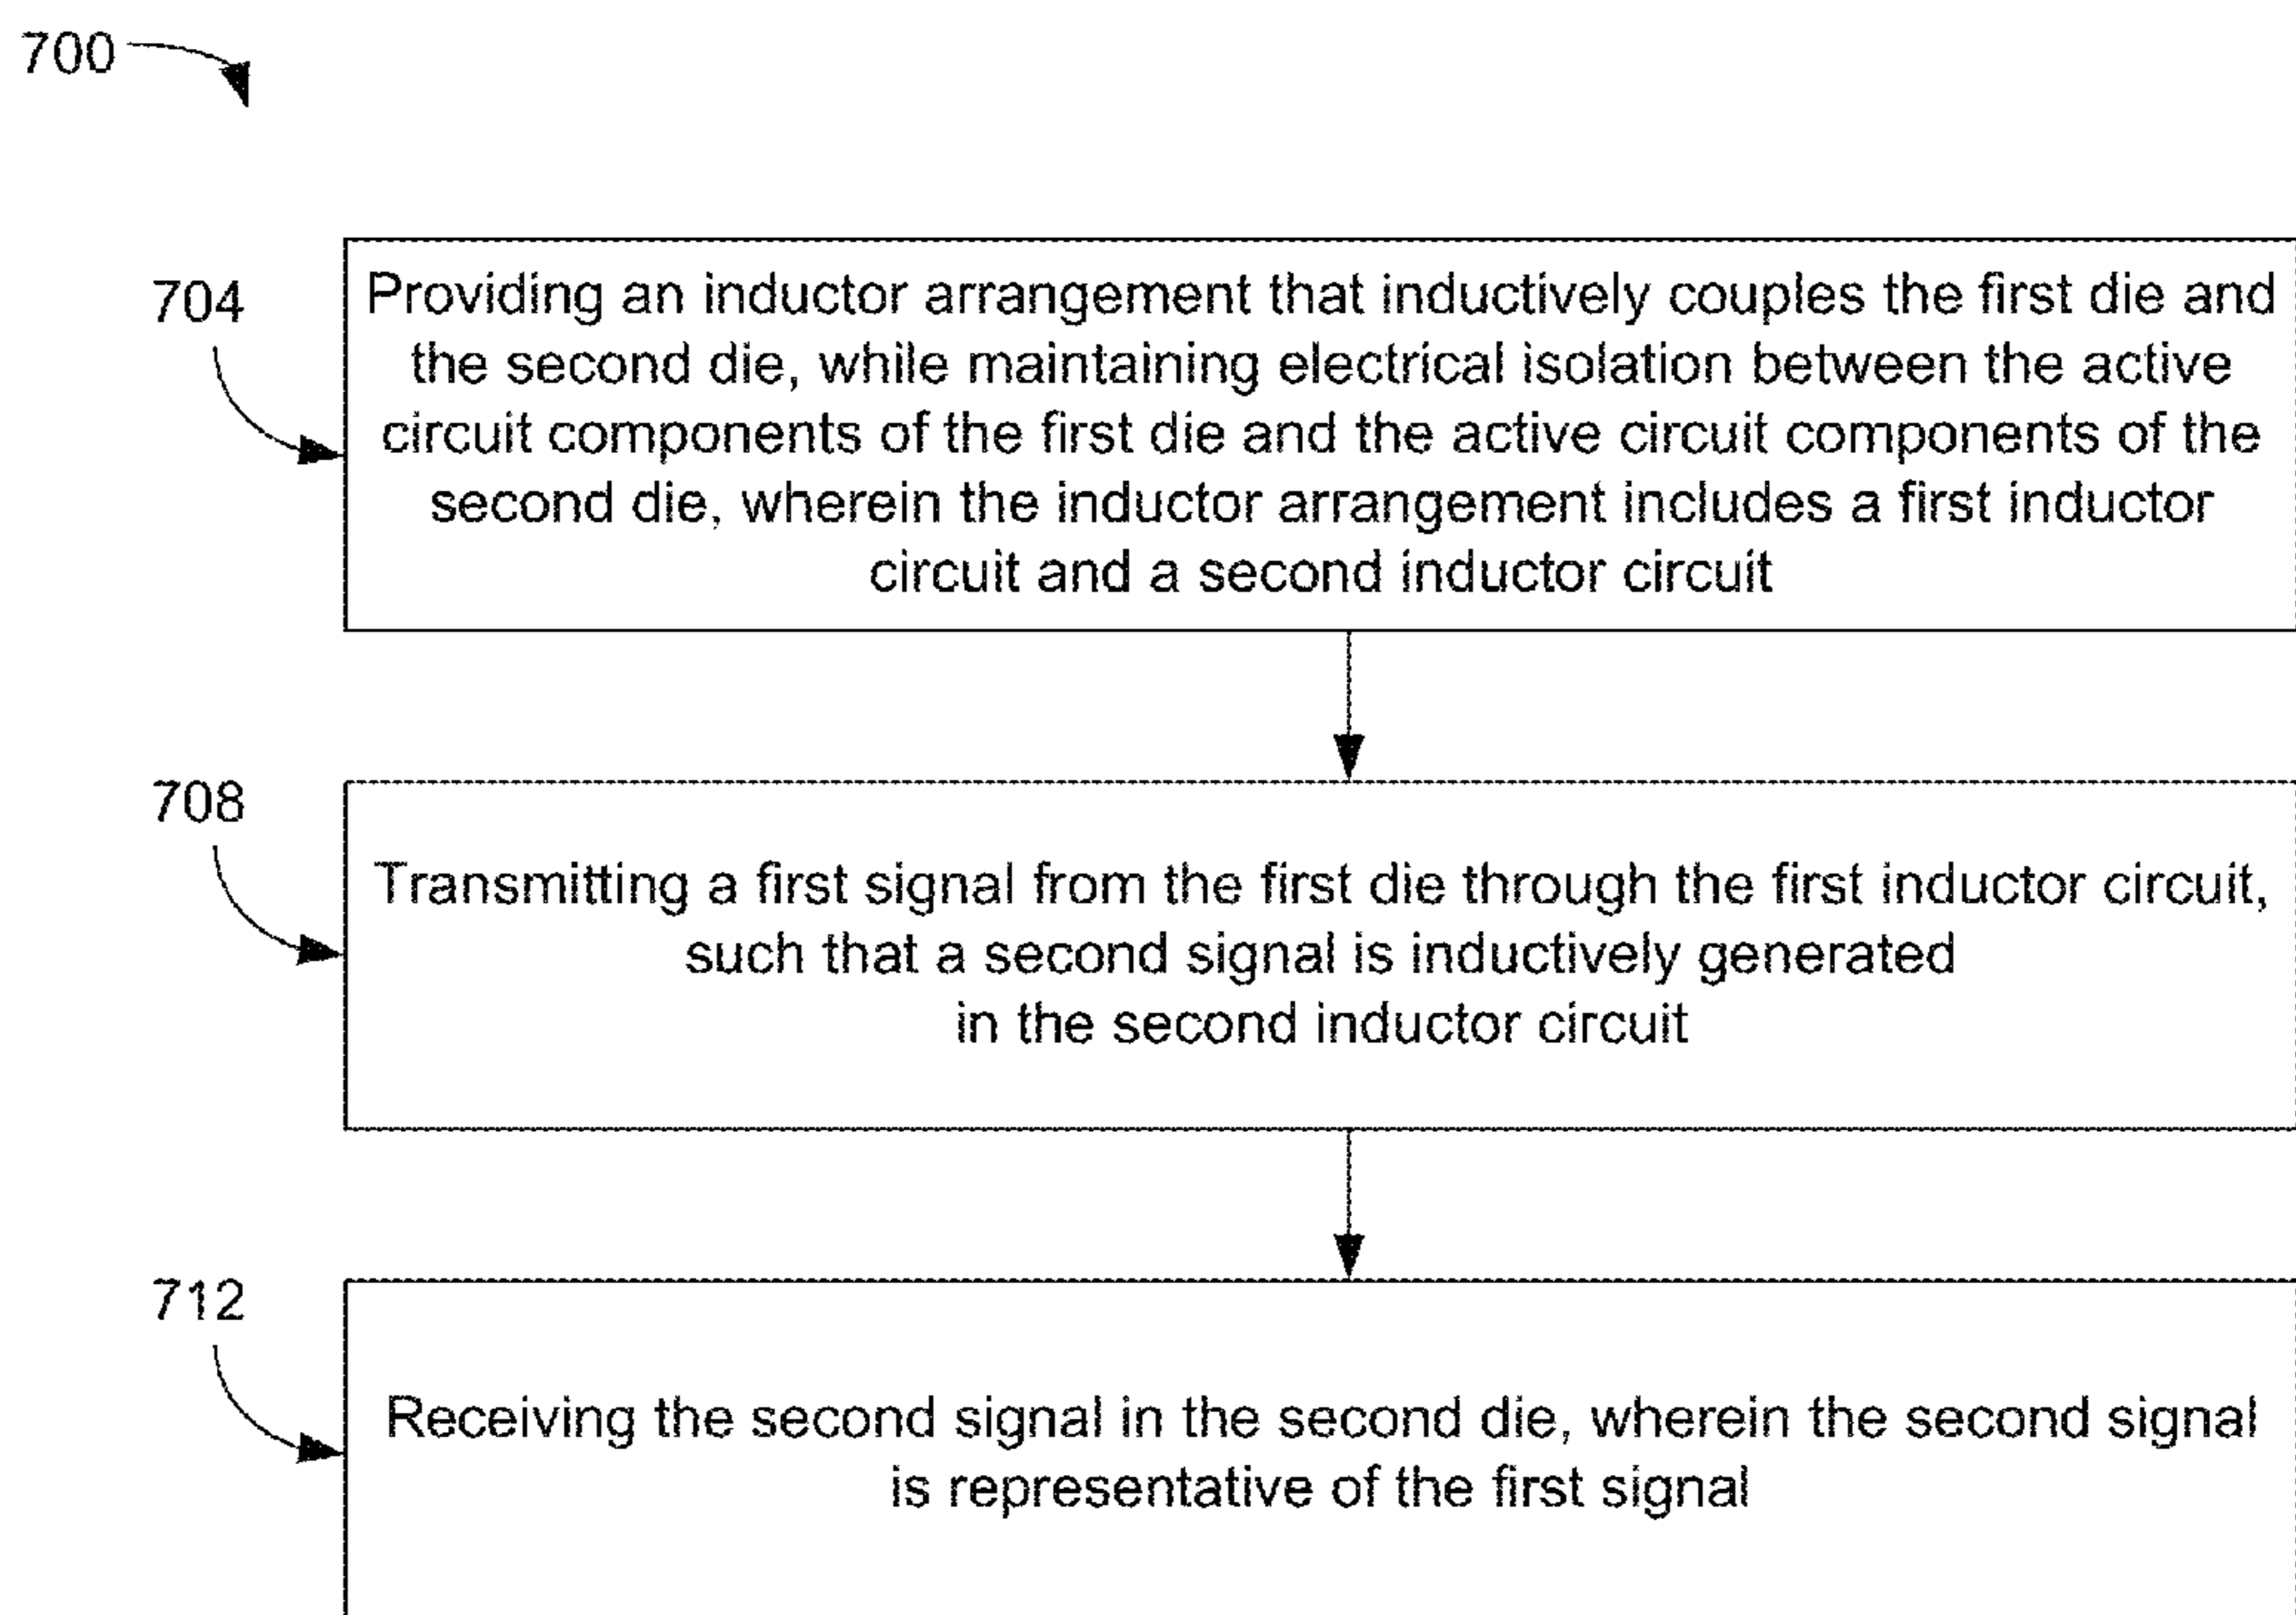 700
704
Providing an inductor arrangement that inductively couples the first die and
the second die, while maintaining electrical isolation between the active
circuit components of the first die and the active circuit components of the
second die, wherein the inductor arrangement includes a first inductor
circuit and a second inductor circuit
708
Transmitting a first signal from the first die through the first inductor circuit,
such that a second signal is inductively generated
in the second inductor circuit
712
Receiving the second signal in the second die, wherein the second signal
is representative of the first signal